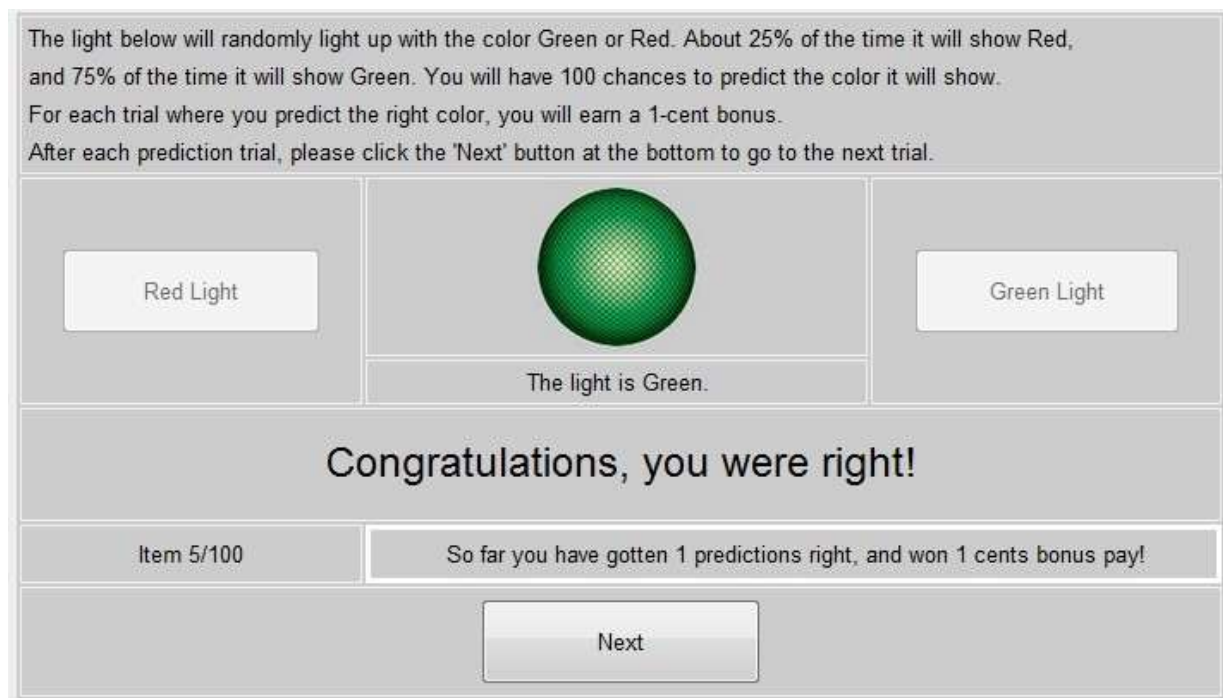 The light below will randomly light up with the color Green or Red. About 25% of the time it will show Red,
and 75% of the time it will show Green. You will have 100 chances to predict the color it will show.
For each trial where you predict the right color, you will earn a 1-cent bonus.
After each prediction trial, please click the 'Next' button at the bottom to go to the next trial.
Red Light
Green Light
The light is Green.
Congratulations, you were right!
Item 5/100
So far you have gotten 1 predictions right, and won 1 cents bonus pay!
Next